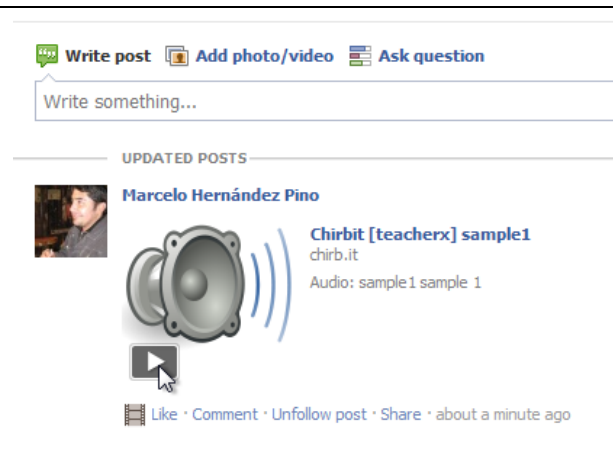 Write post Add photo/video Ask question
Write something...
UPDATED POSTS
Marcelo Hernández Pino
Chirbit [teacherx] sample1
chirb.it
Audio: sample1 sample 1
Like · Comment · Unfollow post · Share · about a minute ago